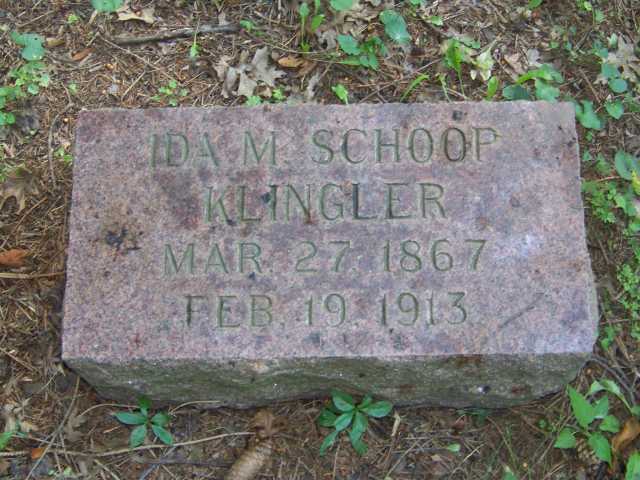 IDA M. SCHOOP
KLINGLER
MAR. 27. 1867
FEB. 19. 1913